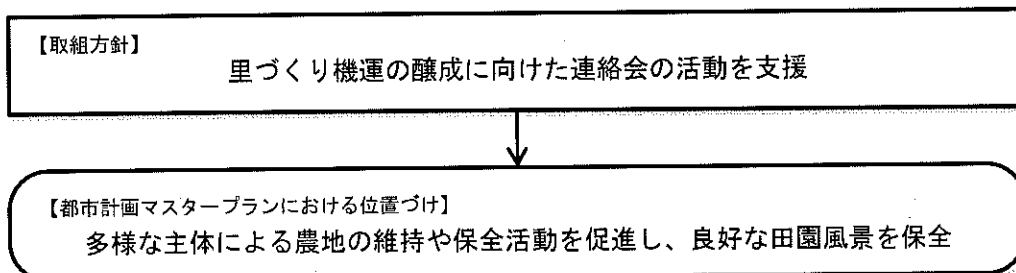 【取組方針】
里づくり機運の醸成に向けた連絡会の活動を支援
【都市計画マスタープランにおける位置づけ】
多様な主体による農地の維持や保全活動を促進し、良好な田園風景を保全